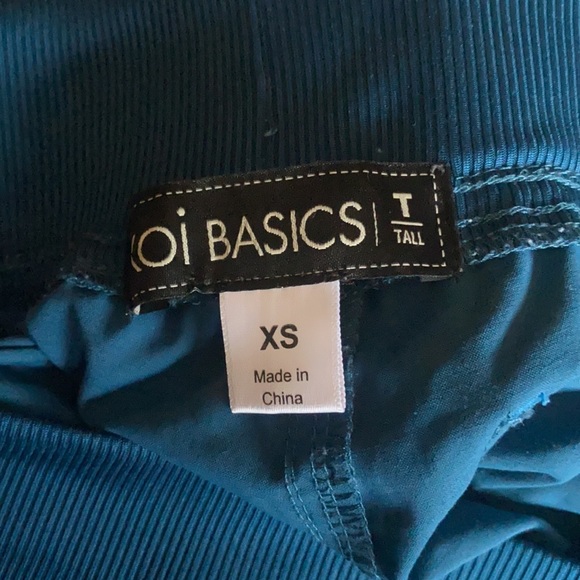 koi BASICS
T
TALL
XS
Made in
China